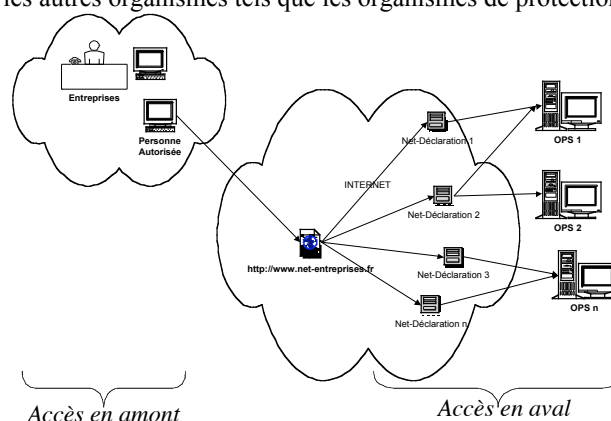 les autres organismes tels que les organismes de protection
Entreprises
Personne
Autorisée
INTERNET
http://www.net-entreprises.fr
Net-Déclaration 1
Net-Déclaration 2
Net-Déclaration 3
Net-Déclaration n
OPS 1
OPS 2
OPS n
Accès en amont
Accès en aval